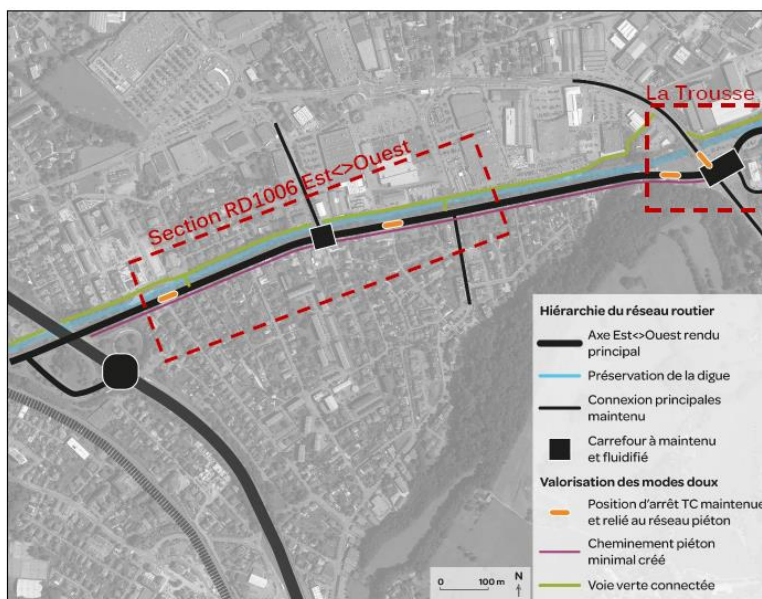 La Trousse
Section RD1006 Est<>Ouest
Hiérarchie du réseau routier
Axe Est<>Ouest rendu
principal
Préservation de la digue
Connexion principales
maintenu
Carrefour à maintenu
et fluidifié
Valorisation des modes doux
Position d'arrêt TC maintenue
et relié au réseau piéton
Cheminement piéton
minimal créé
Voie verte connectée
0 100 m N